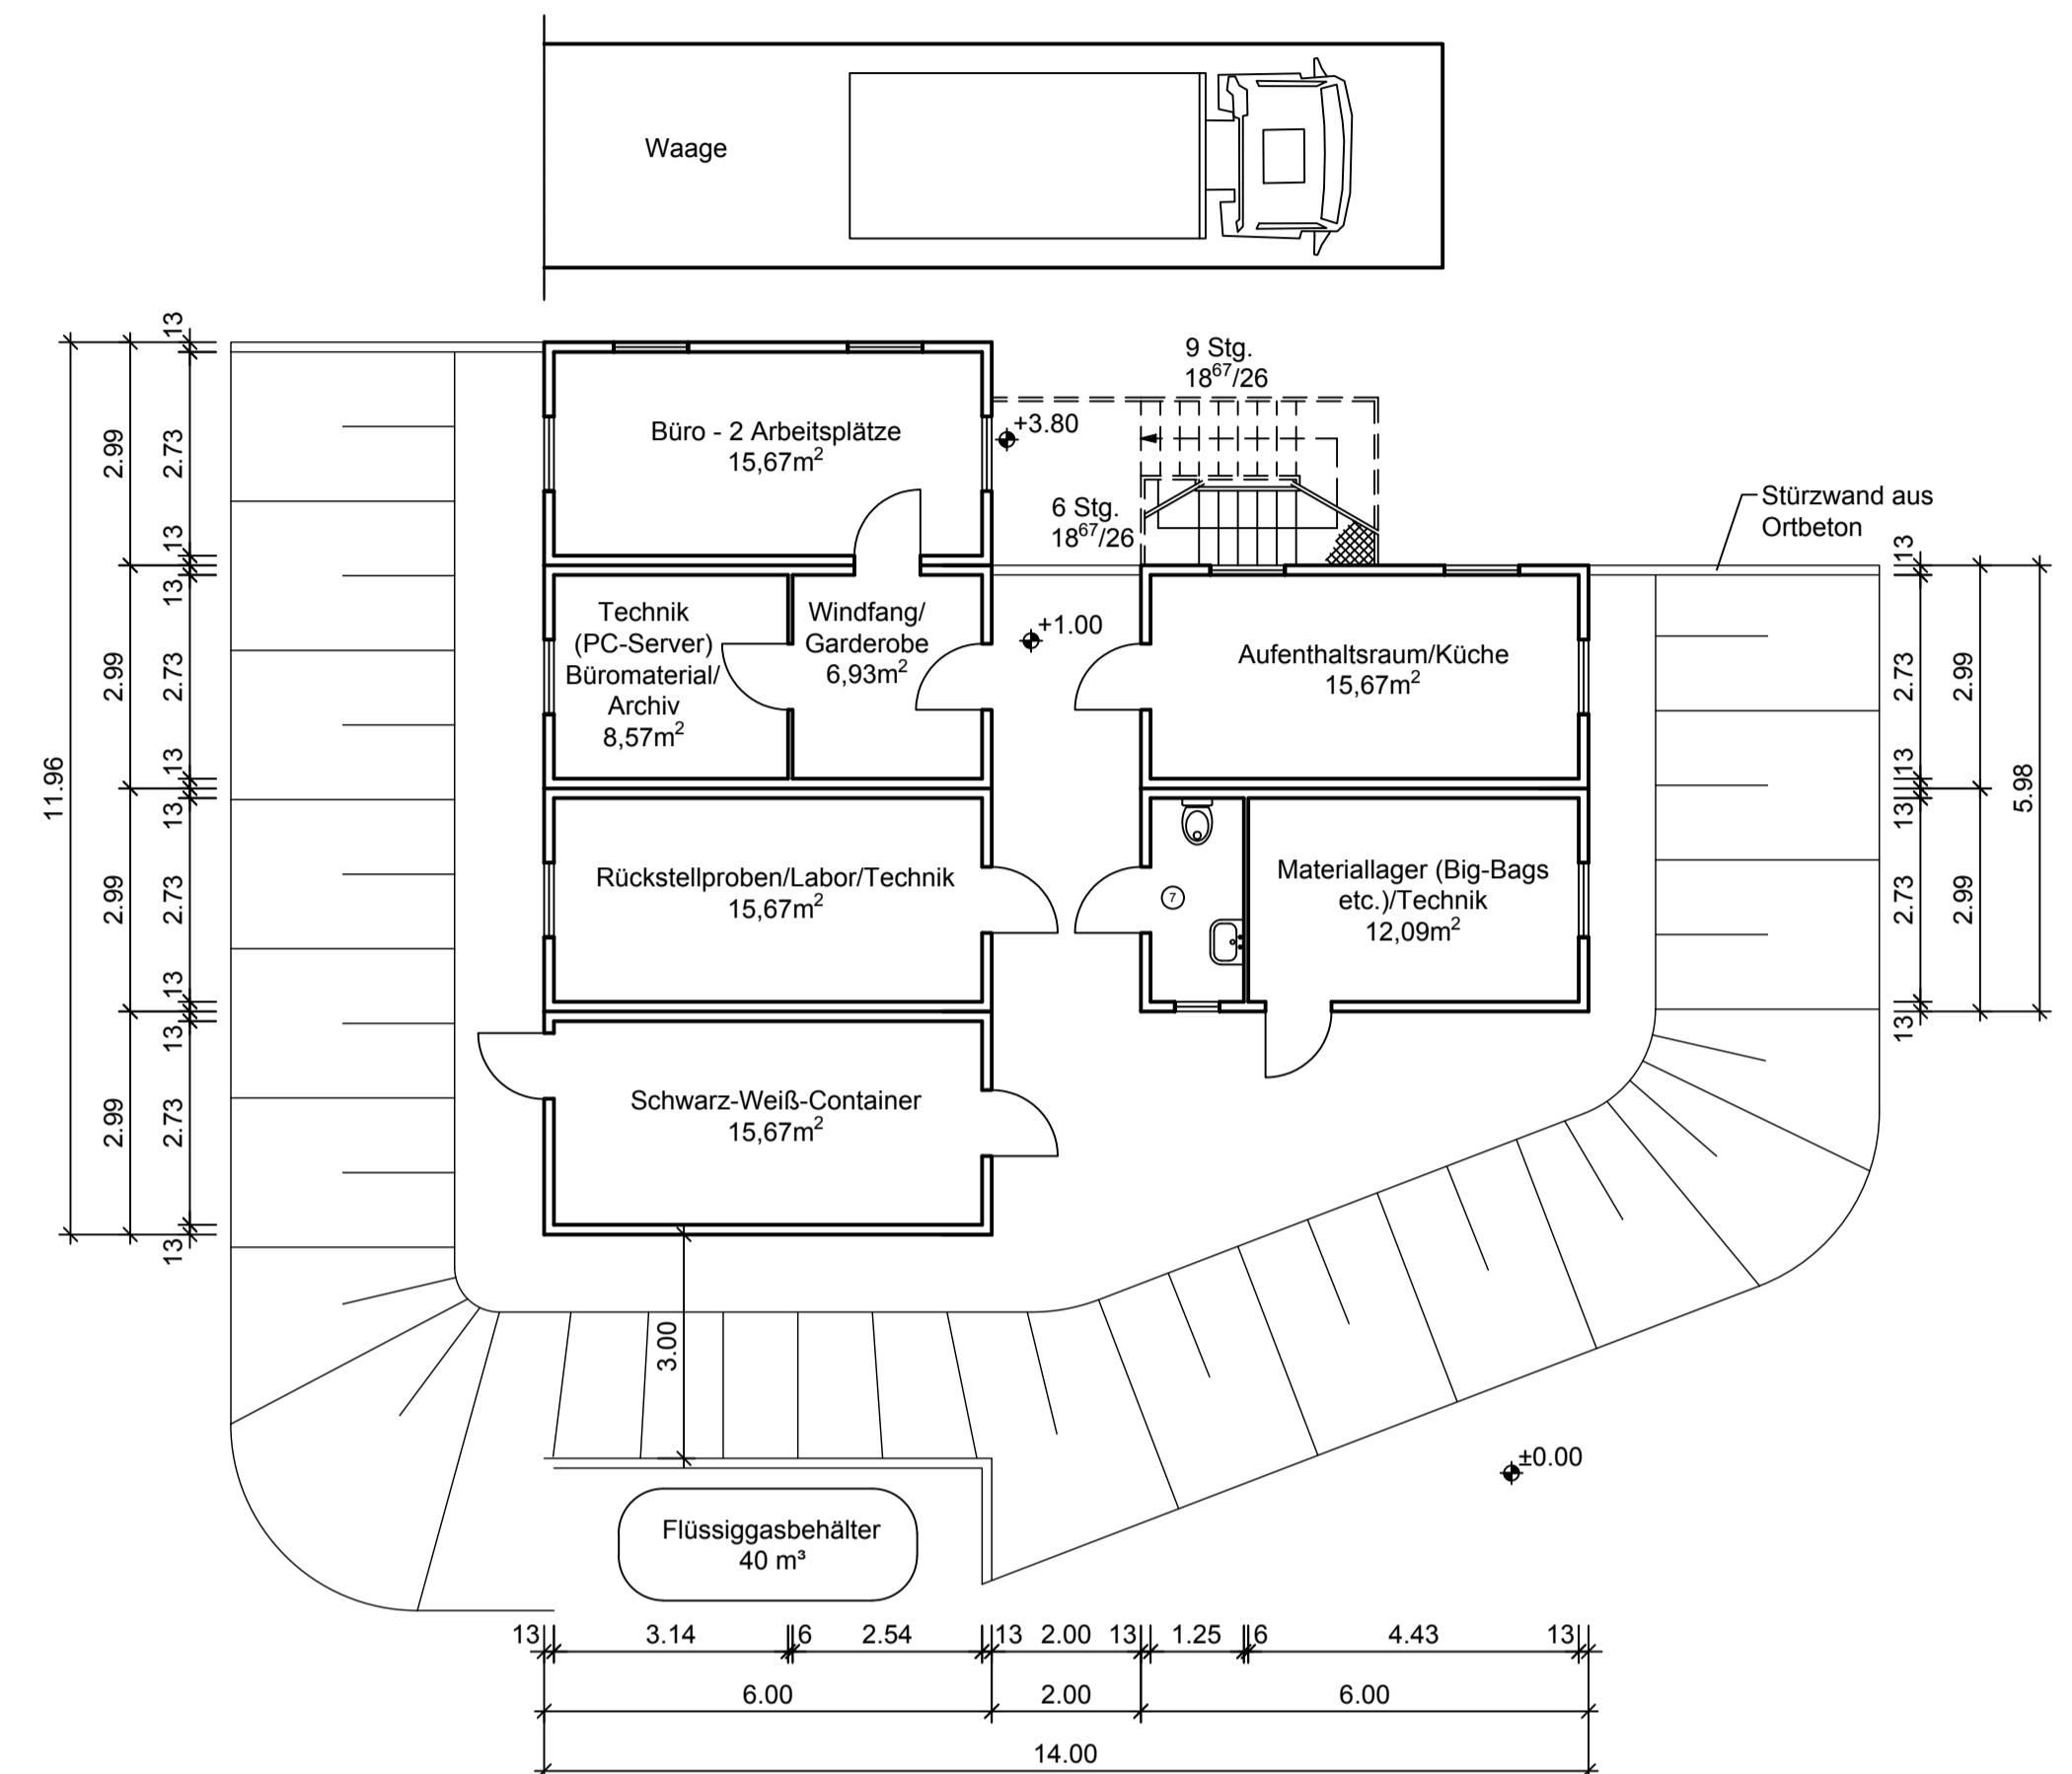 Waage
9 Stg.
18⁶⁷/26
+3.80
6 Stg.
18⁶⁷/26
Büro - 2 Arbeitsplätze
15,67m²
Stürzwand aus
Ortbeton
Technik
(PC-Server)
Büromaterial/
Archiv
8,57m²
Windfang/
Garderobe
6,93m²
+1.00
Aufenthaltsraum/Küche
15,67m²
Rückstellproben/Labor/Technik
15,67m²
7
Materiallager (Big-Bags
etc.)/Technik
12,09m²
Schwarz-Weiß-Container
15,67m²
3.00
±0.00
Flüssiggasbehälter
40 m³
11.96
2.99
2.99
2.99
2.99
13
2.73
13
13
2.73
13
13
2.73
13
13
2.73
13
13
2.73
13
13
2.73
13
2.99
2.99
5.98
13 3.14 6 2.54 13 2.00 13 1.25 6 4.43 13
6.00 2.00 6.00
14.00